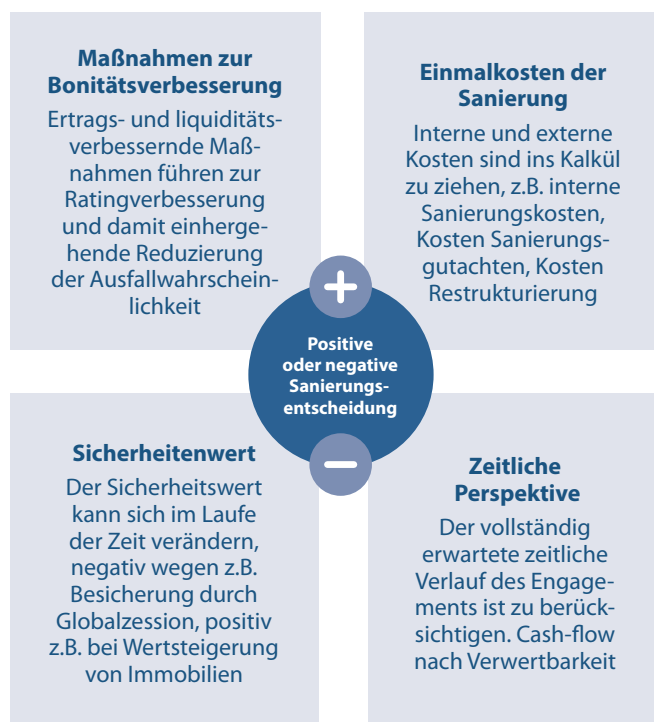 Maßnahmen zur
Bonitätsverbesserung
Ertrags- und liquiditäts-
verbessernde Maß-
nahmen führen zur
Ratingverbesserung
und damit einherge-
hende Reduzierung
der Ausfallwahrschein-
lichkeit
Einmalkosten der
Sanierung
Interne und externe
Kosten sind ins Kalkül
zu ziehen, z.B. interne
Sanierungskosten,
Kosten Sanierungs-
gutachten, Kosten
Restrukturierung
+
Positive
oder negative
Sanierungs-
entscheidung
−
Sicherheitenwert
Der Sicherheitswert
kann sich im Laufe
der Zeit verändern,
negativ wegen z.B.
Besicherung durch
Globalzession, positiv
z.B. bei Wertsteigerung
von Immobilien
Zeitliche
Perspektive
Der vollständig
erwartete zeitliche
Verlauf des Engage-
ments ist zu berück-
sichtigen. Cash-flow
nach Verwertbarkeit